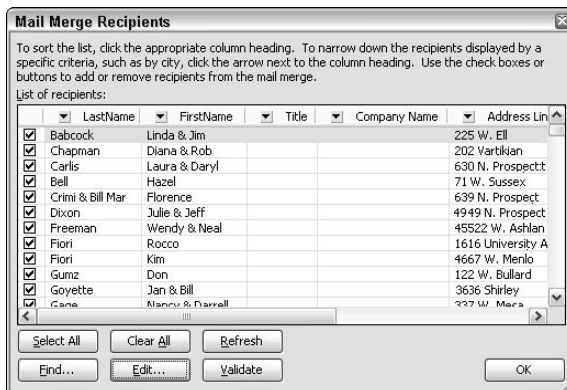 Mail Merge Recipients
To sort the list, click the appropriate column heading. To narrow down the recipients displayed by a
specific criteria, such as by city, click the arrow next to the column heading. Use the check boxes or
buttons to add or remove recipients from the mail merge.
List of recipients:
LastName FirstName Title Company Name Address Lin
Babcock Linda & Jim 225 W. Ell
Chapman Diana & Rob 202 Vartikian
Carlis Laura & Daryl 630 N. Prospect:t
Bell Hazel 71 W. Sussex
Crimi & Bill Mar Florence 639 N. Prospect
Dixon Julie & Jeff 4949 N. Prospect
Freeman Wendy & Neal 45522 W. Ashlan
Fiori Rocco 1616 University A
Fiori Kim 4667 W. Menlo
Gumz Don 122 W. Bullard
Goyette Jan & Bill 3636 Shirley
Gage Nancy & Darrell 337 W. Mesa
Select All Clear All Refresh
Find... Edit... Validate OK